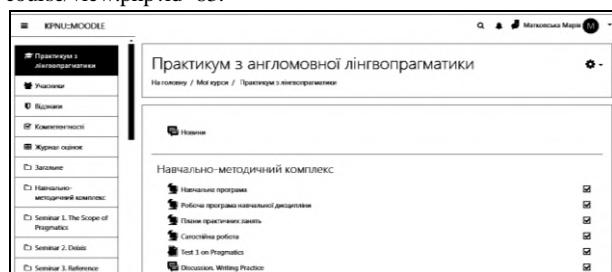 KPNU::MOODLE
Матковська Марія М
Практикум з
лінгвопрагматики
Учасники
Відзнаки
Компетентності
Журнал оцінок
Загальне
Навчально-
методичний комплекс
Seminar 1. The Scope of
Pragmatics
Seminar 2. Deixis
Seminar 3. Reference
Практикум з англомовної лінгвопрагматики
На головну / Мої курси / Практикум з лінгвопрагматики
Новини
Навчально-методичний комплекс
Навчальна програма
Робоча програма навчальної дисципліни
Плани практичних занять
Самостійна робота
Test 1 on Pragmatics
Discussion. Writing Practice